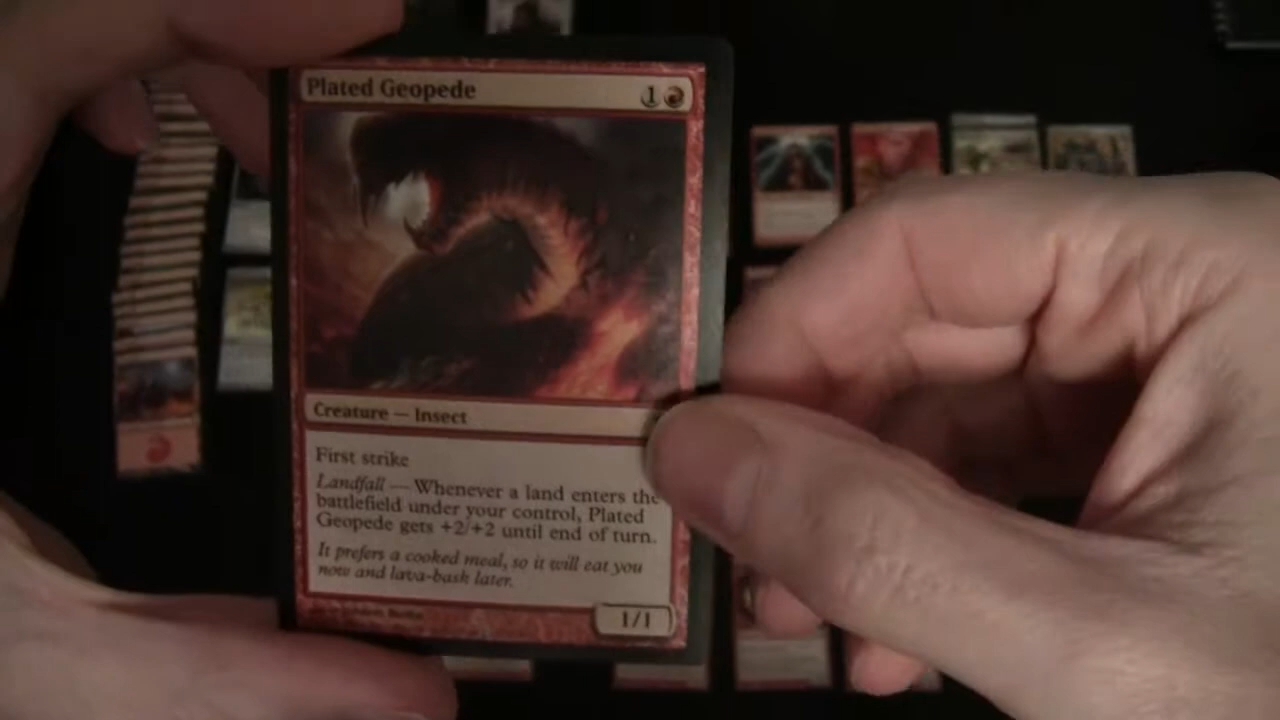 Plated Geopede 1
Creature — Insect
First strike
Landfall — Whenever a land enters the
battlefield under your control, Plated
Geopede gets +2/+2 until end of turn.
It prefers a cooked meal, so it will eat you
now and lava-bask later.
1/1